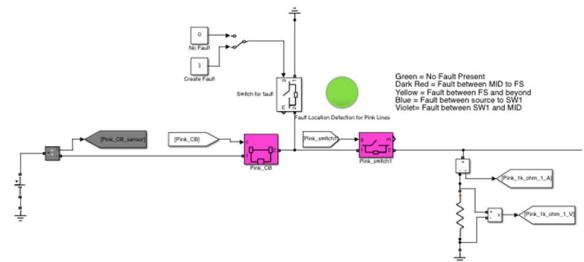 0
No Fault
1
Create Fault
Switch for fault
Fault Location Detection for Pink Lines
Green = No Fault Present
Dark Red = Fault between MID to FS
Yellow = Fault between FS and beyond
Blue = Fault between source to SW1
Violet= Fault between SW1 and MID
[Pink_CB_sensor]
[Pink_CB]
Pink_CB
[Pink_switch1]
Pink_switch1
[Pink_1k_ohm_1_A]
[Pink_1k_ohm_1_V]